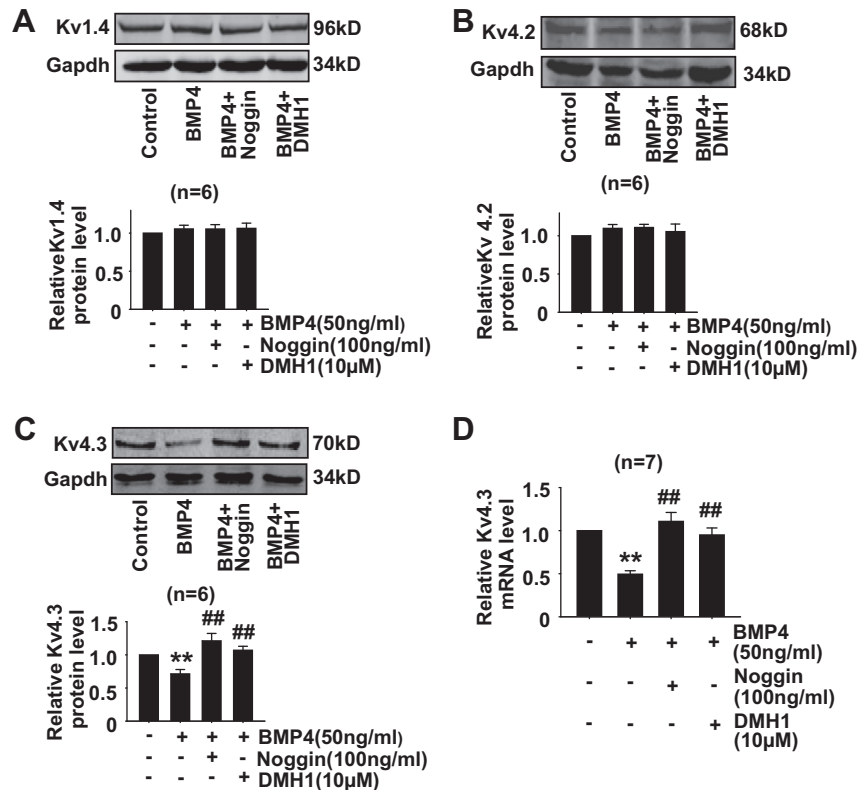 A
Kv1.4
96kD
Gapdh
34kD
Control
BMP4
BMP4+
Noggin
BMP4+
DMH1
(n=6)
RelativeKv1.4
protein level
1.0
0.5
0
- + + + BMP4(50ng/ml)
- - + - Noggin(100ng/ml)
- - - + DMH1(10µM)
B
Kv4.2
68kD
Gapdh
34kD
Control
BMP4
BMP4+
Noggin
BMP4+
DMH1
(n=6)
RelativeKv 4.2
protein level
1.0
0.5
0
- + + + BMP4(50ng/ml)
- - + - Noggin(100ng/ml)
- - - + DMH1(10µM)
C
Kv4.3
70kD
Gapdh
34kD
Control
BMP4
BMP4+
Noggin
BMP4+
DMH1
(n=6)
Relative Kv4.3
protein level
1.5
1.0
0.5
0
** ## ##
- + + + BMP4(50ng/ml)
- - + - Noggin(100ng/ml)
- - - + DMH1(10µM)
D
(n=7)
Relative Kv4.3
mRNA level
1.5
1.0
0.5
0
** ## ##
- + + + BMP4
(50ng/ml)
- - + - Noggin
(100ng/ml)
- - - + DMH1
(10µM)